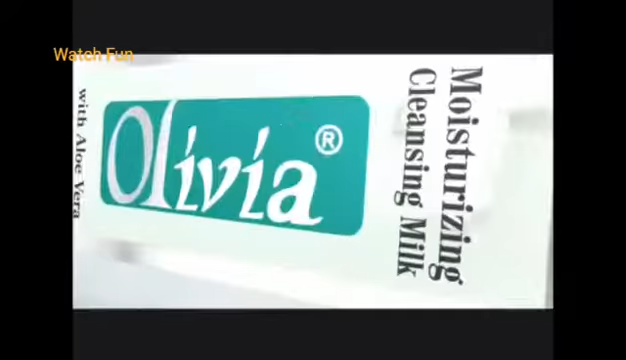 Watch Fun
with Aloe Vera
Olivia®
Moisturizing
Cleansing Milk